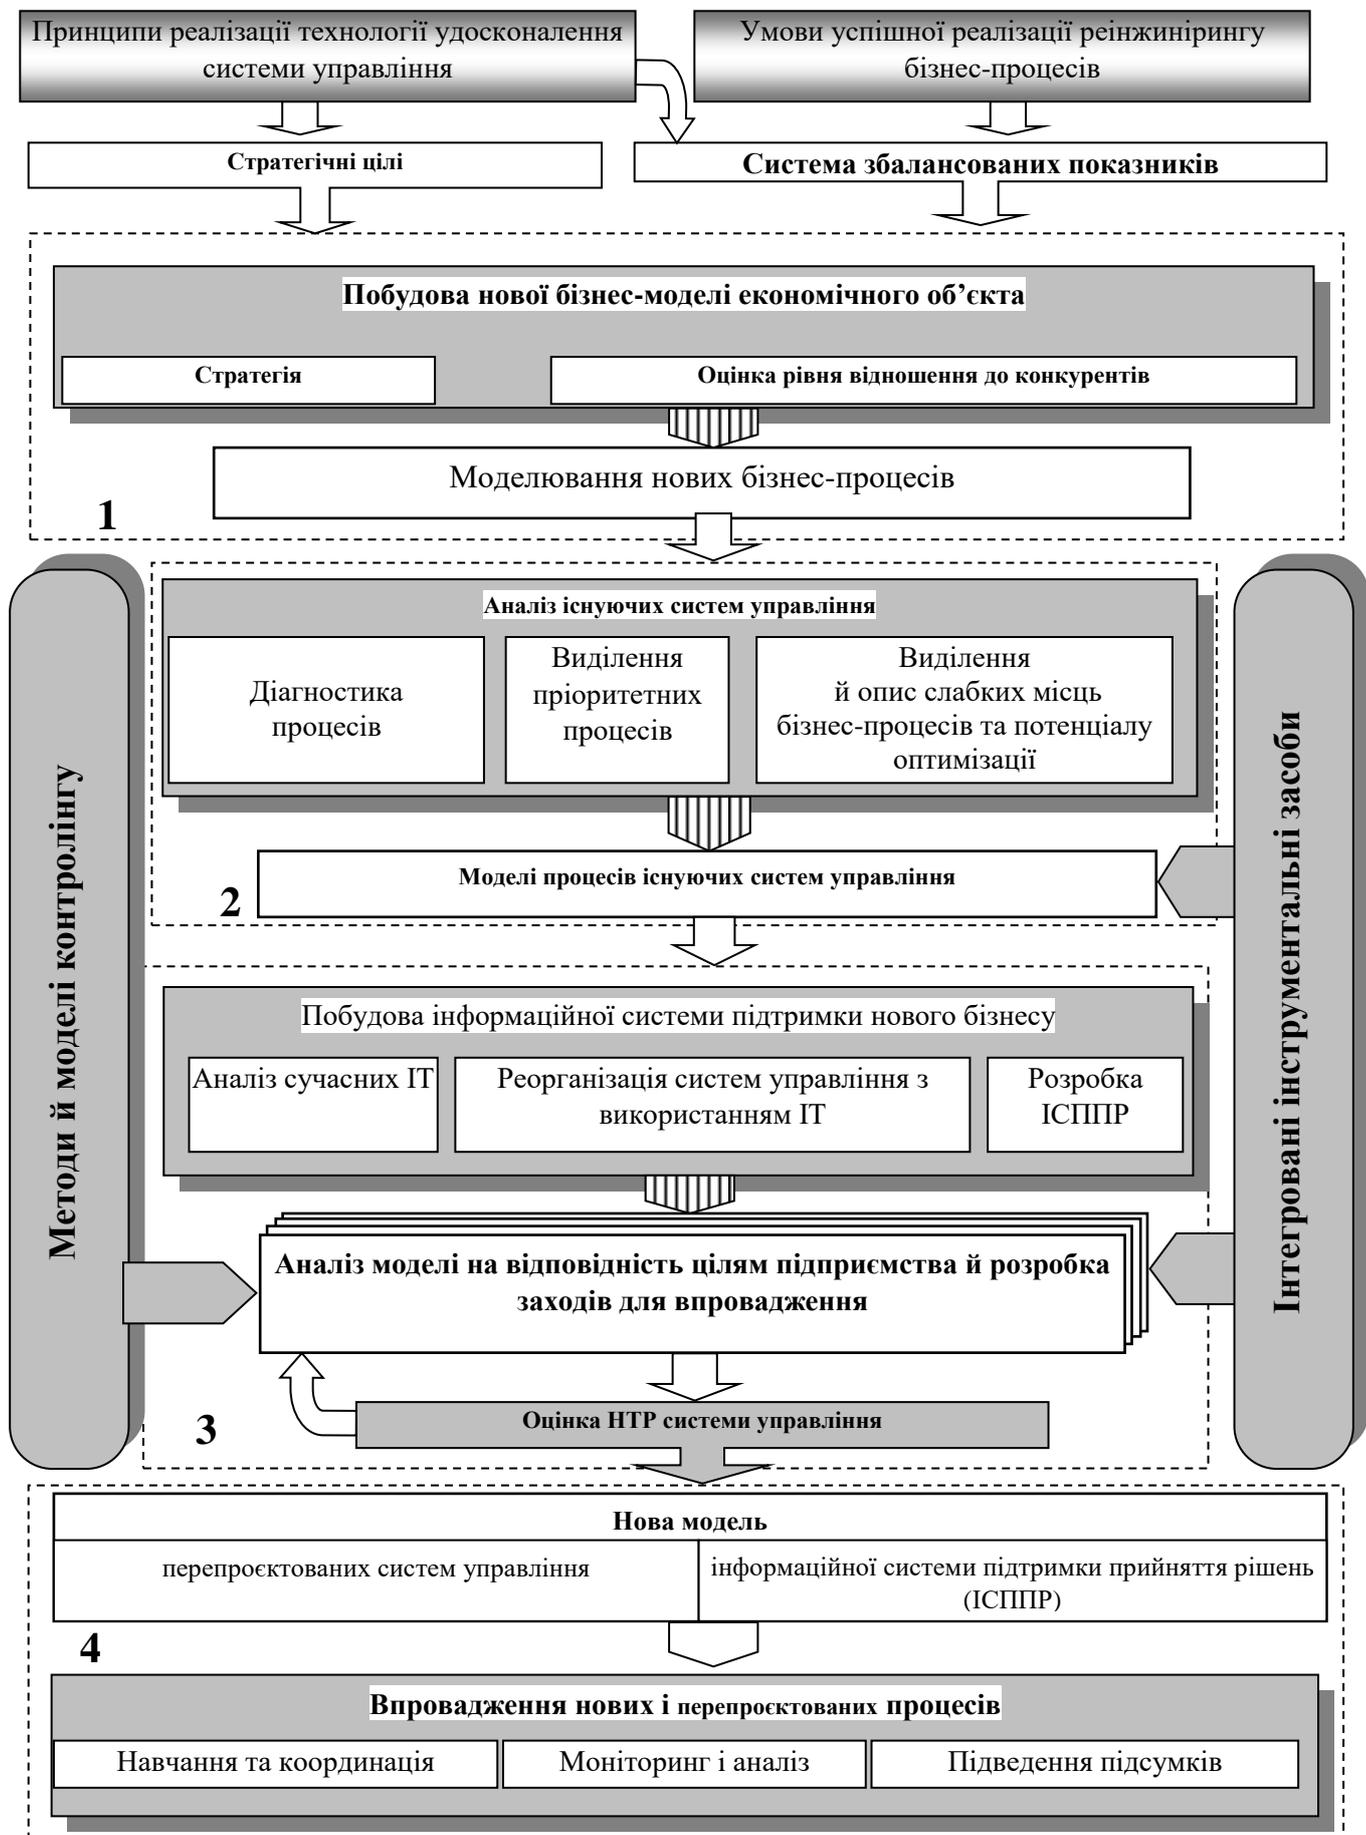 Принципи реалізації технології удосконалення
системи управління
Умови успішної реалізації реінжинірингу
бізнес-процесів
Стратегічні цілі
Система збалансованих показників
Побудова нової бізнес-моделі економічного об’єкта
Стратегія
Оцінка рівня відношення до конкурентів
Моделювання нових бізнес-процесів
1
Аналіз існуючих систем управління
Діагностика
процесів
Виділення
пріоритетних
процесів
Виділення
й опис слабких місць
бізнес-процесів та потенціалу
оптимізації
Моделі процесів існуючих систем управління
2
Методи й моделі контролінгу
Інтегровані інструментальні засоби
Побудова інформаційної системи підтримки нового бізнесу
Аналіз сучасних ІТ
Реорганізація систем управління з
використанням ІТ
Розробка
ІСППР
Аналіз моделі на відповідність цілям підприємства й розробка
заходів для впровадження
Оцінка НТР системи управління
3
Нова модель
перепроєктованих систем управління
інформаційної системи підтримки прийняття рішень
(ІСППР)
4
Впровадження нових і перепроєктованих процесів
Навчання та координація
Моніторинг і аналіз
Підведення підсумків